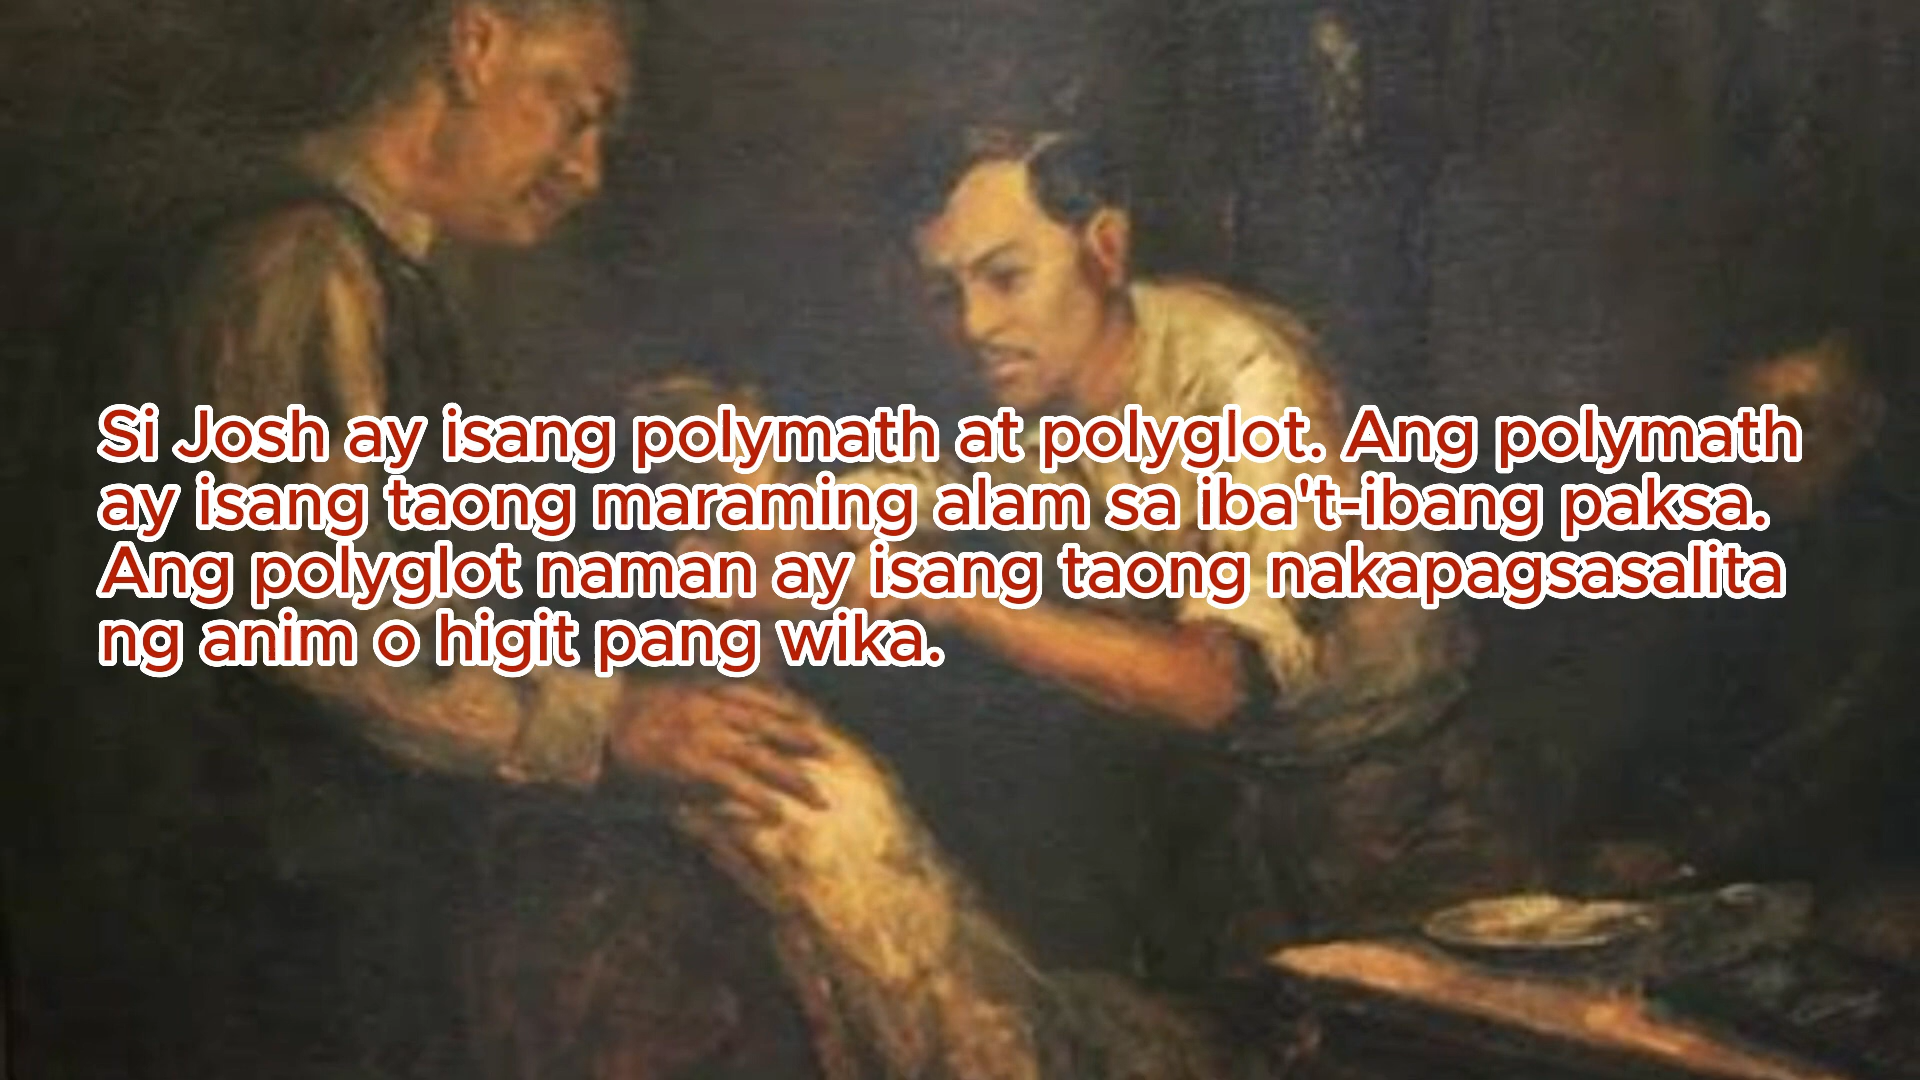 Si Josh ay isang polymath at polyglot. Ang polymath
ay isang taong maraming alam sa iba't-ibang paksa.
Ang polyglot naman ay isang taong nakapagsasalita
ng anim o higit pang wika.